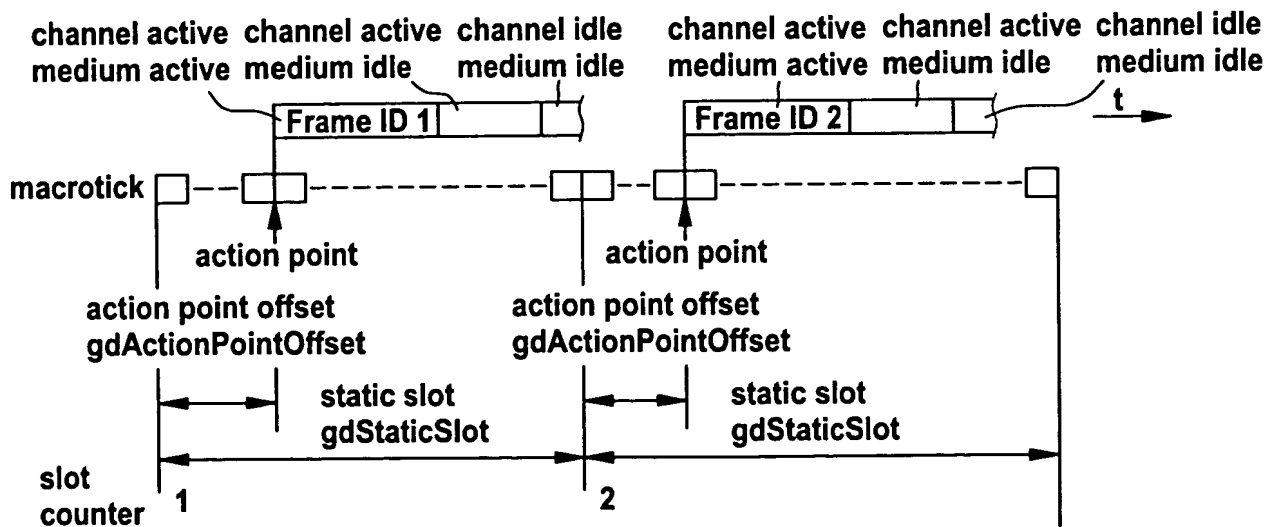 channel active channel active channel idle channel active channel active channel idle
medium active medium idle medium idle medium active medium idle medium idle
Frame ID 1
Frame ID 2
t
macrotick
action point
action point
action point offset
gdActionPointOffset
action point offset
gdActionPointOffset
static slot
gdStaticSlot
static slot
gdStaticSlot
slot
counter
1
2